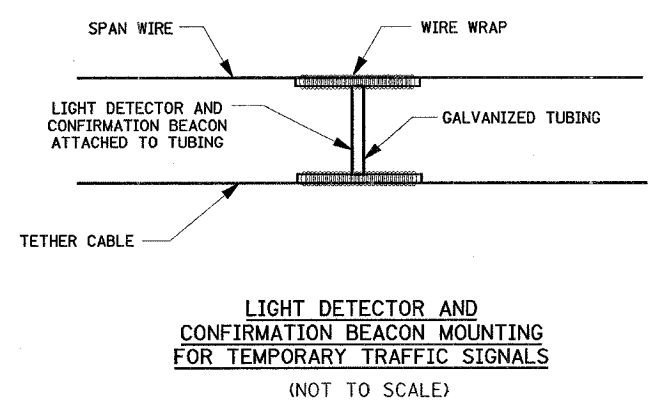 SPAN WIRE
WIRE WRAP
LIGHT DETECTOR AND
CONFIRMATION BEACON
ATTACHED TO TUBING
GALVANIZED TUBING
TETHER CABLE
LIGHT DETECTOR AND
CONFIRMATION BEACON MOUNTING
FOR TEMPORARY TRAFFIC SIGNALS
(NOT TO SCALE)